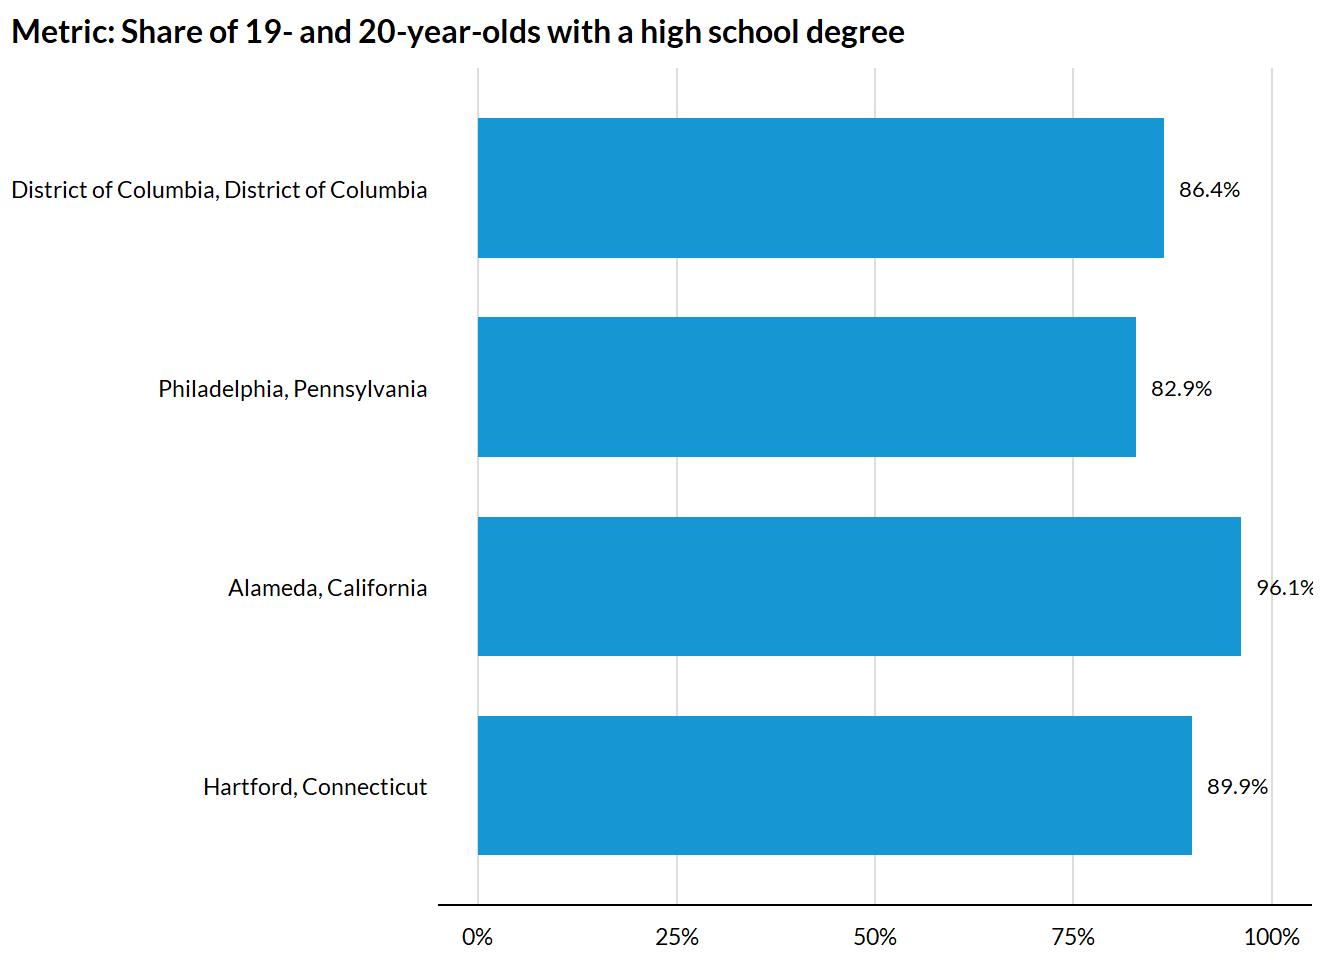 Metric: Share of 19- and 20-year-olds with a high school degree
District of Columbia, District of Columbia
86.4%
Philadelphia, Pennsylvania
82.9%
Alameda, California
96.1%
Hartford, Connecticut
89.9%
0% 25% 50% 75% 100%